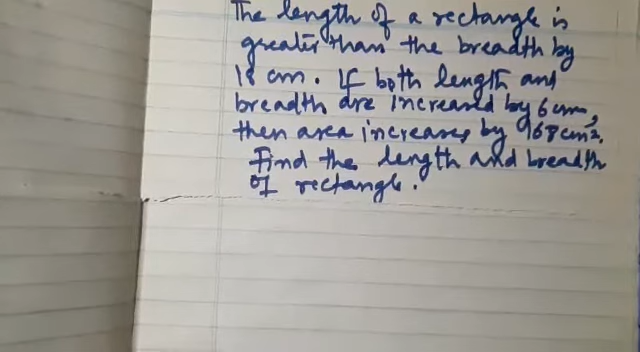 The length of a rectangle is
greater than the breadth by
18 cm. If both length and
breadth are increased by 6 cm,
then area increases by 168 cm².
Find the length and breadth
of rectangle.